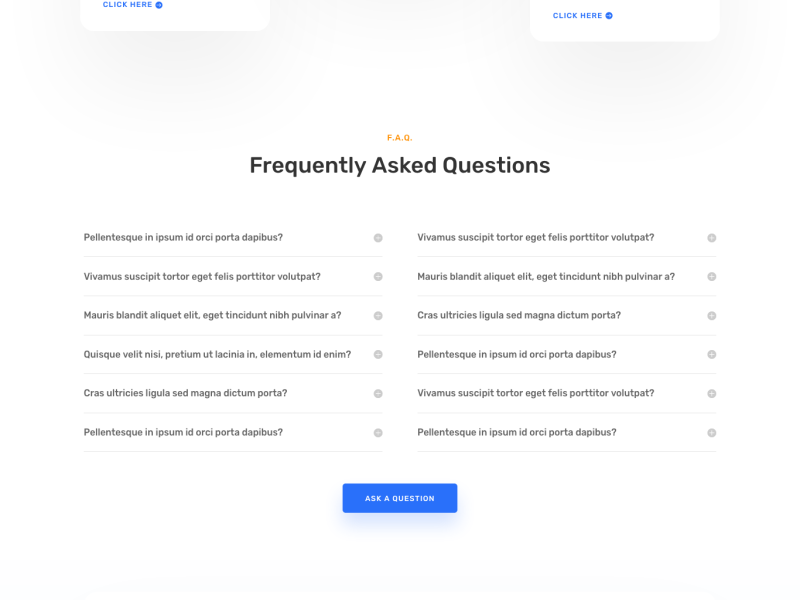 CLICK HERE
CLICK HERE
F.A.Q.
Frequently Asked Questions
Pellentesque in ipsum id orci porta dapibus?
Vivamus suscipit tortor eget felis porttitor volutpat?
Mauris blandit aliquet elit, eget tincidunt nibh pulvinar a?
Quisque velit nisi, pretium ut lacinia in, elementum id enim?
Cras ultricies ligula sed magna dictum porta?
Pellentesque in ipsum id orci porta dapibus?
Vivamus suscipit tortor eget felis porttitor volutpat?
Mauris blandit aliquet elit, eget tincidunt nibh pulvinar a?
Cras ultricies ligula sed magna dictum porta?
Pellentesque in ipsum id orci porta dapibus?
Vivamus suscipit tortor eget felis porttitor volutpat?
Pellentesque in ipsum id orci porta dapibus?
ASK A QUESTION